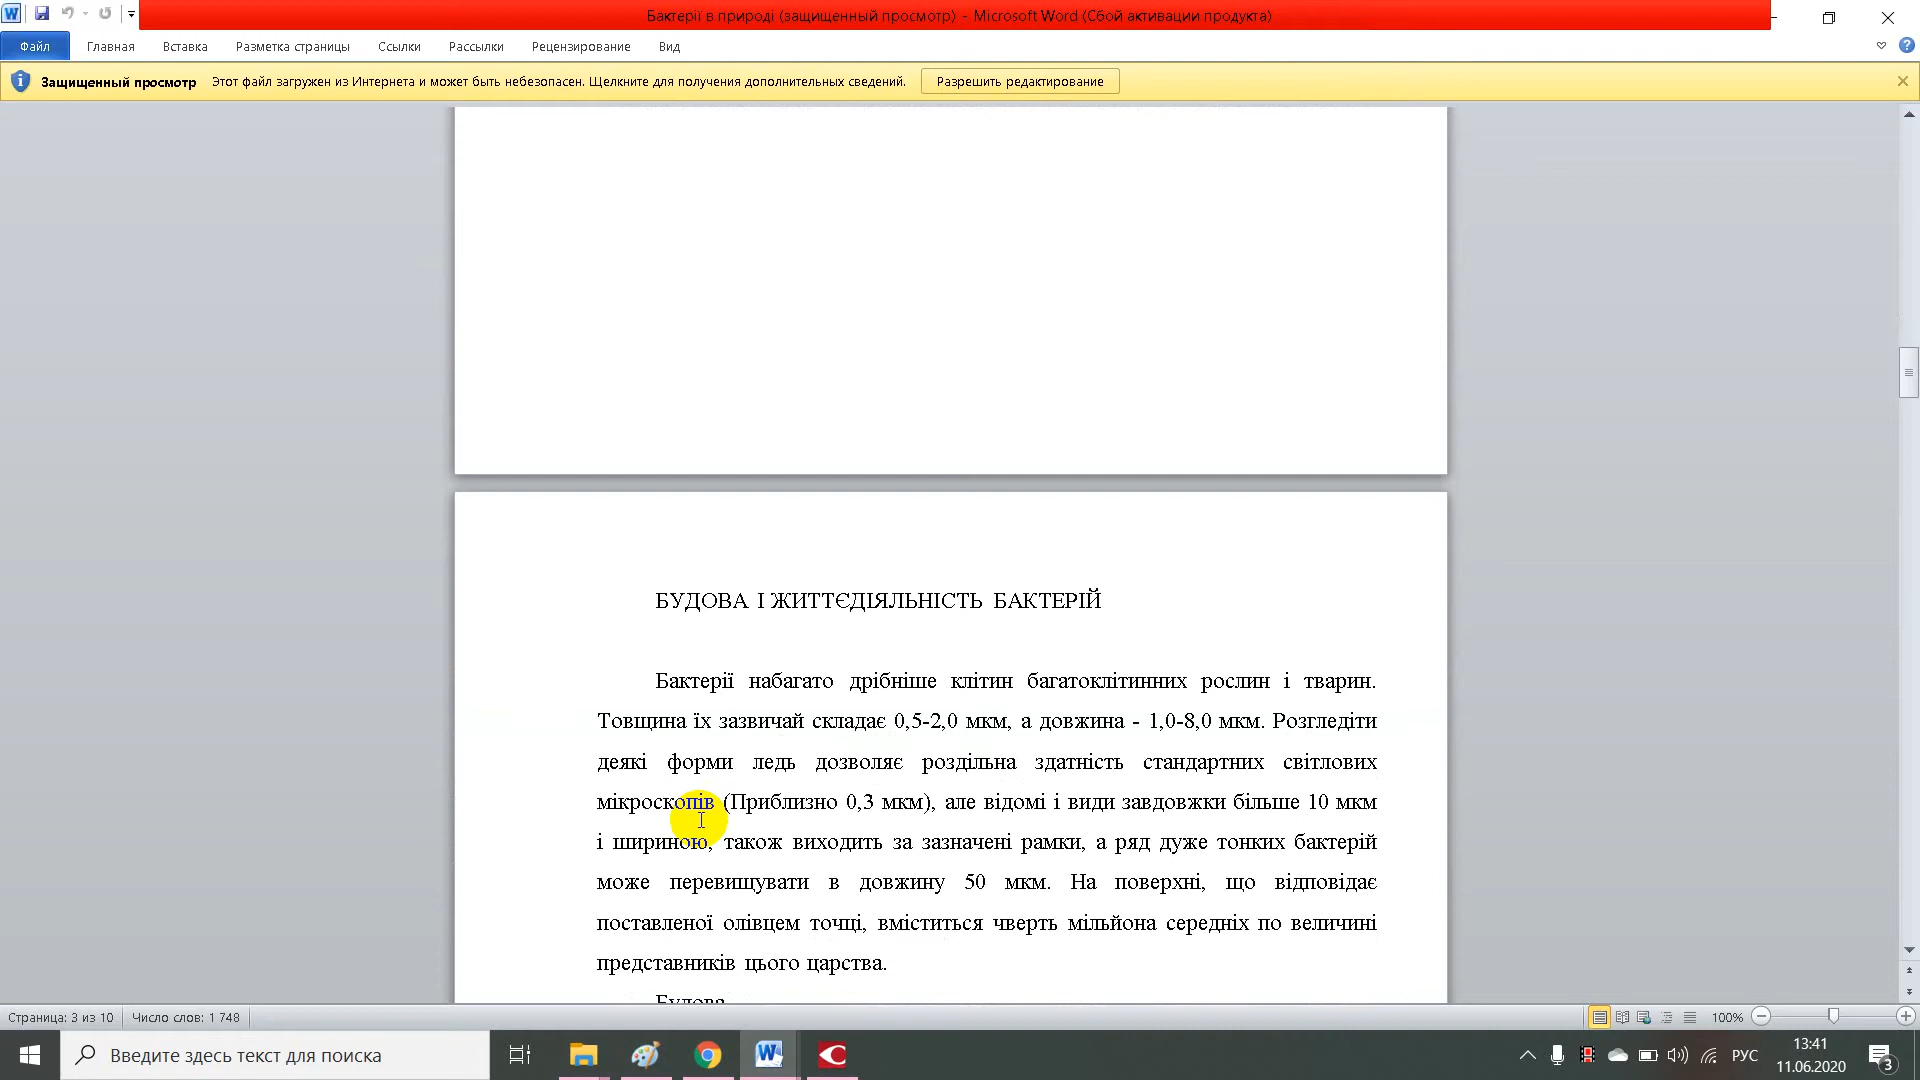 Бактерії в природі (защищенный просмотр) - Microsoft Word (Сбой активации продукта)
Файл Главная Вставка Разметка страницы Ссылки Рассылки Рецензирование Вид
Защищенный просмотр Этот файл загружен из Интернета и может быть небезопасен. Щелкните для получения дополнительных сведений. Разрешить редактирование
БУДОВА І ЖИТТЄДІЯЛЬНІСТЬ БАКТЕРІЙ
Бактерії набагато дрібніше клітин багатоклітинних рослин і тварин.
Товщина їх зазвичай складає 0,5-2,0 мкм, а довжина - 1,0-8,0 мкм. Розгледіти
деякі форми ледь дозволяє роздільна здатність стандартних світлових
мікроскопів (Приблизно 0,3 мкм), але відомі і види завдовжки більше 10 мкм
і шириною, також виходить за зазначені рамки, а ряд дуже тонких бактерій
може перевищувати в довжину 50 мкм. На поверхні, що відповідає
поставленої олівцем точці, вміститься чверть мільйона середніх по величині
представників цього царства.
Будова
Страница: 3 из 10 Число слов: 1 748 100%
Введите здесь текст для поиска РУС 13:41
11.06.2020 3